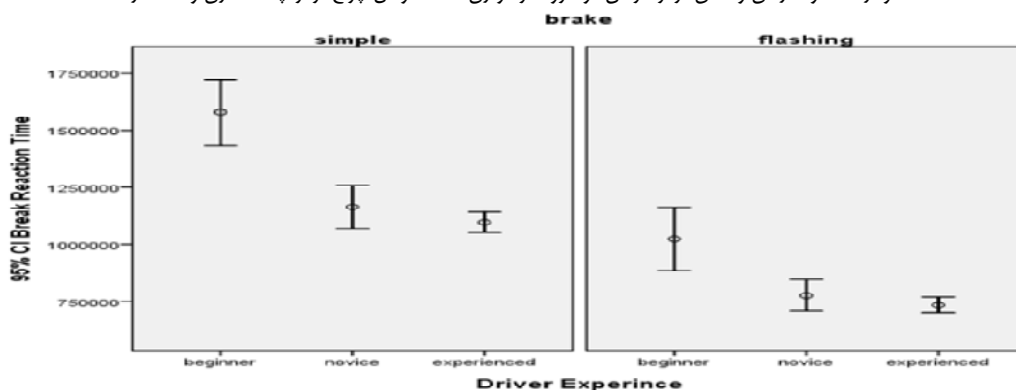 brake
simple flashing
1750000
1500000
1250000
1000000
750000
95% CI Break Reaction Time
beginner novice experienced beginner novice experienced
Driver Experince